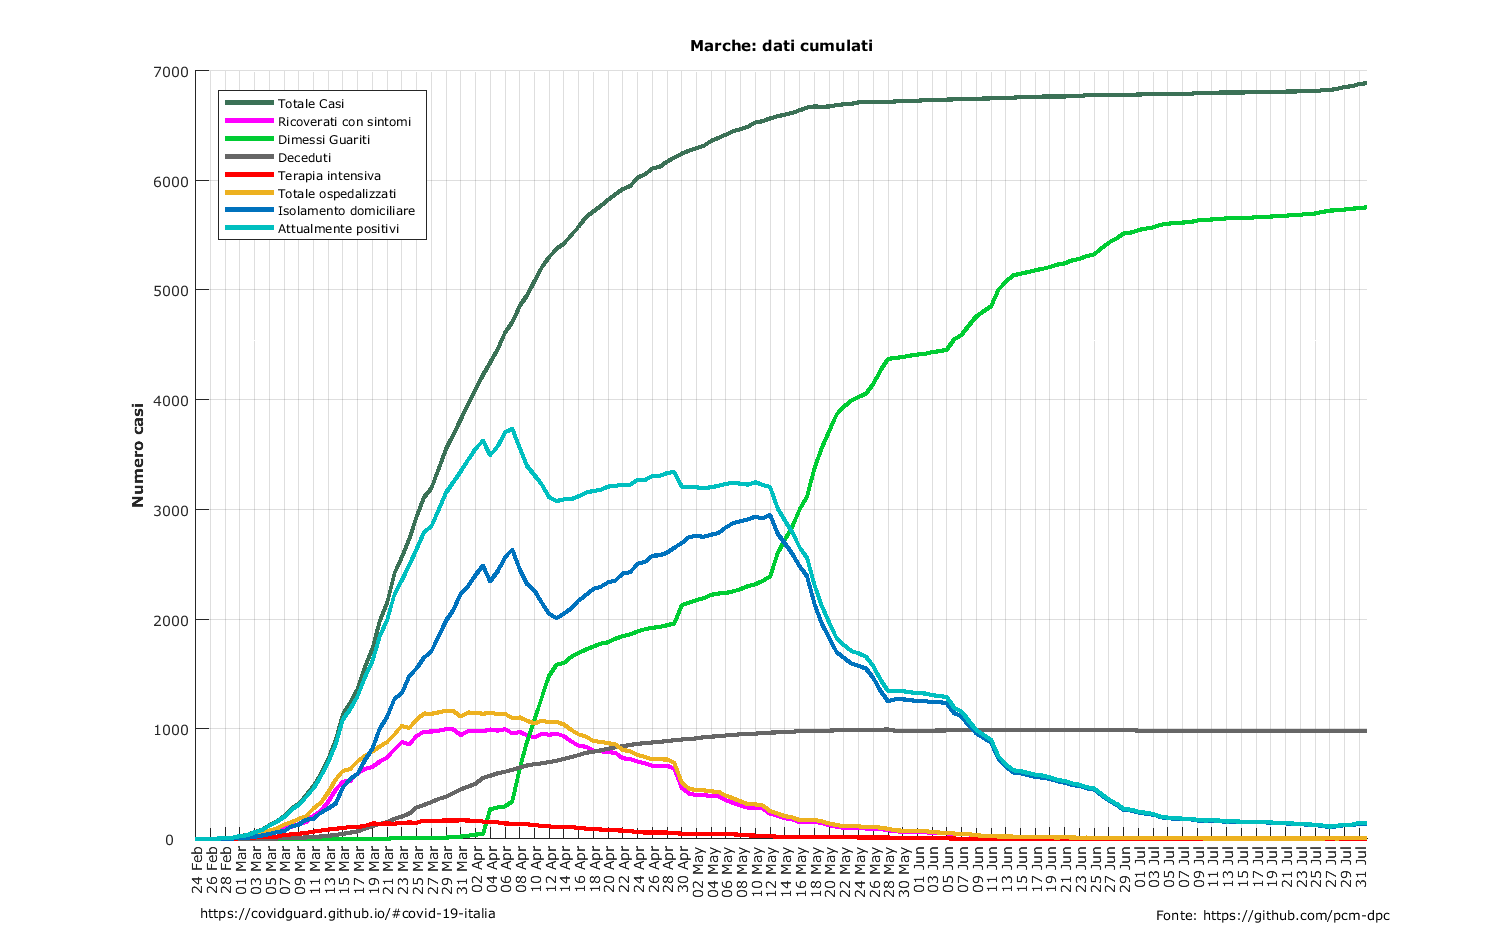 Marche: dati cumulati
Numero casi
7000
6000
5000
4000
3000
2000
1000
0
Totale Casi
Ricoverati con sintomi
Dimessi Guariti
Deceduti
Terapia intensiva
Totale ospedalizzati
Isolamento domiciliare
Attualmente positivi
24 Feb
26 Feb
28 Feb
01 Mar
03 Mar
05 Mar
07 Mar
09 Mar
11 Mar
13 Mar
15 Mar
17 Mar
19 Mar
21 Mar
23 Mar
25 Mar
27 Mar
29 Mar
31 Mar
02 Apr
04 Apr
06 Apr
08 Apr
10 Apr
12 Apr
14 Apr
16 Apr
18 Apr
20 Apr
22 Apr
24 Apr
26 Apr
28 Apr
30 Apr
02 May
04 May
06 May
08 May
10 May
12 May
14 May
16 May
18 May
20 May
22 May
24 May
26 May
28 May
30 May
01 Jun
03 Jun
05 Jun
07 Jun
09 Jun
11 Jun
13 Jun
15 Jun
17 Jun
19 Jun
21 Jun
23 Jun
25 Jun
27 Jun
29 Jun
01 Jul
03 Jul
05 Jul
07 Jul
09 Jul
11 Jul
13 Jul
15 Jul
17 Jul
19 Jul
21 Jul
23 Jul
25 Jul
27 Jul
29 Jul
31 Jul
https://covidguard.github.io/#covid-19-italia
Fonte: https://github.com/pcm-dpc